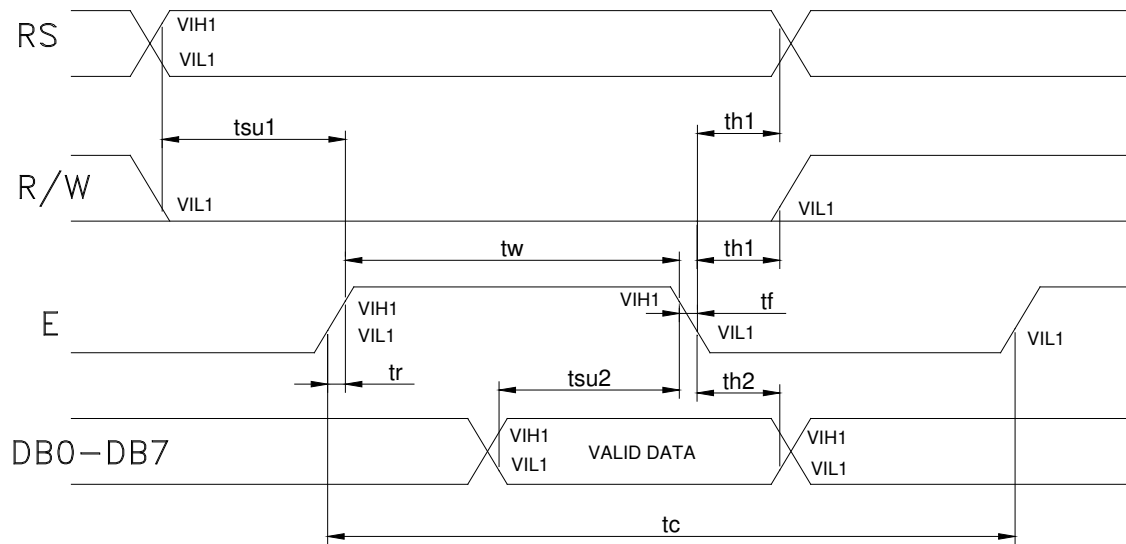 RS
VIH1
VIL1
tsu1
th1
R/W
VIL1
VIL1
tw
th1
E
VIH1
VIL1
VIH1
tf
VIL1
VIL1
tr
tsu2
th2
DB0-DB7
VIH1
VIL1
VALID DATA
VIH1
VIL1
tc